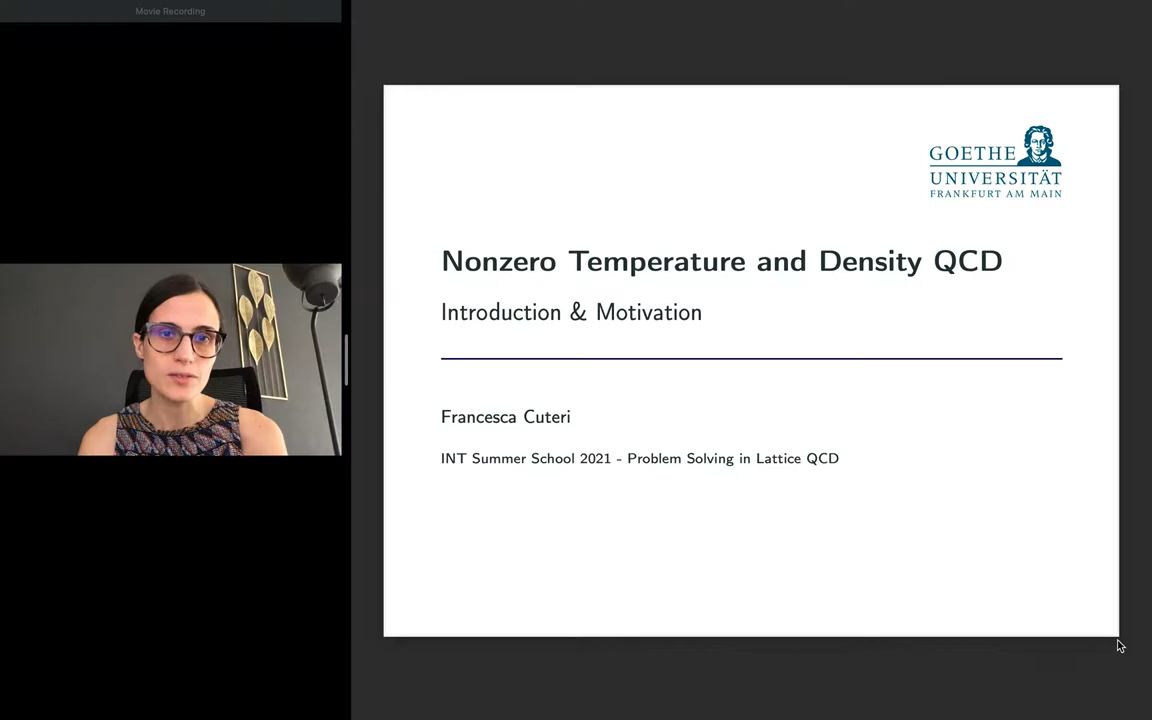 Movie Recording
GOETHE
UNIVERSITÄT
FRANKFURT AM MAIN
Nonzero Temperature and Density QCD
Introduction & Motivation
Francesca Cuteri
INT Summer School 2021 - Problem Solving in Lattice QCD